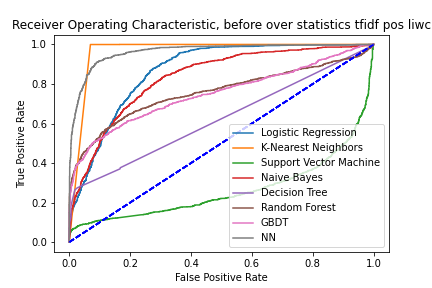 Receiver Operating Characteristic, before over statistics tfidf pos liwc
True Positive Rate
1.0
0.8
0.6
0.4
0.2
0.0
Logistic Regression
K-Nearest Neighbors
Support Vector Machine
Naive Bayes
Decision Tree
Random Forest
GBDT
NN
0.0 0.2 0.4 0.6 0.8 1.0
False Positive Rate